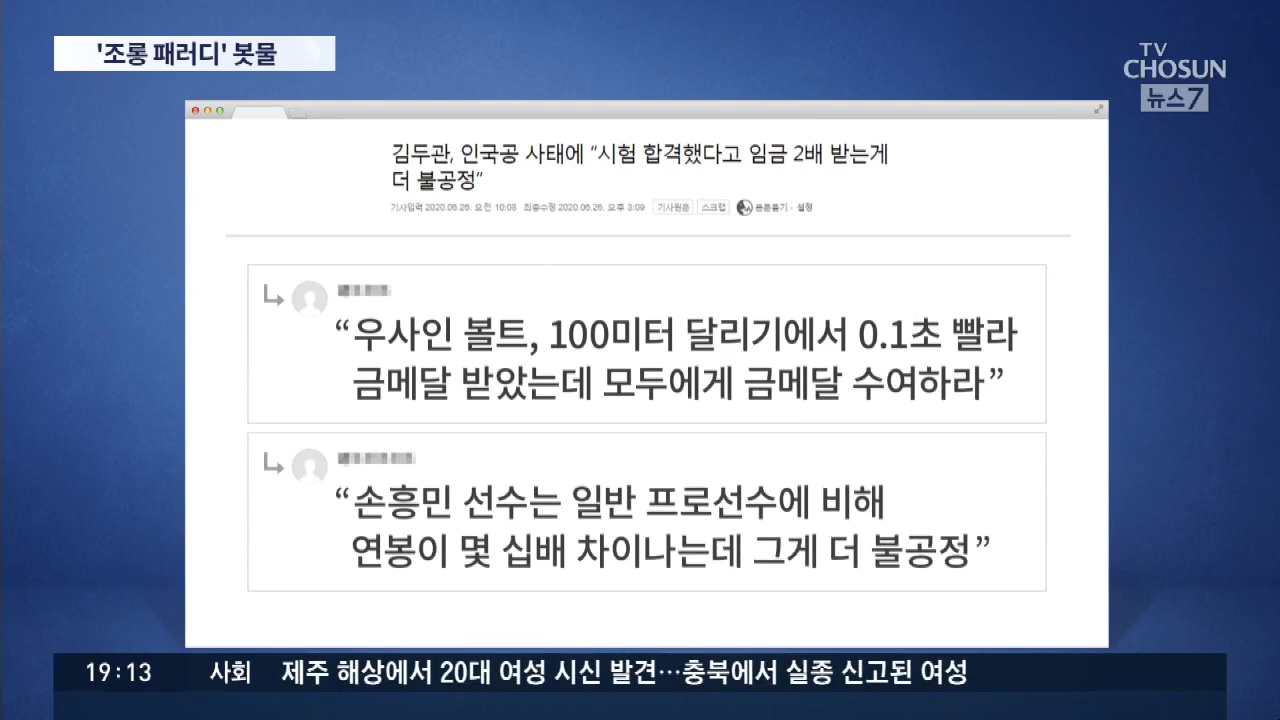 '조롱 패러디' 봇물
TV
CHOSUN
뉴스7
김두관, 인국공 사태에 “시험 합격했다고 임금 2배 받는게
더 불공정”
기사입력 2020.06.26. 오전 10:08 최종수정 2020.06.26. 오후 3:09 기사원문 스크랩 본문듣기 · 설정
“우사인 볼트, 100미터 달리기에서 0.1초 빨라
금메달 받았는데 모두에게 금메달 수여하라”
“손흥민 선수는 일반 프로선수에 비해
연봉이 몇 십배 차이나는데 그게 더 불공정”
19:13 사회 제주 해상에서 20대 여성 시신 발견…충북에서 실종 신고된 여성